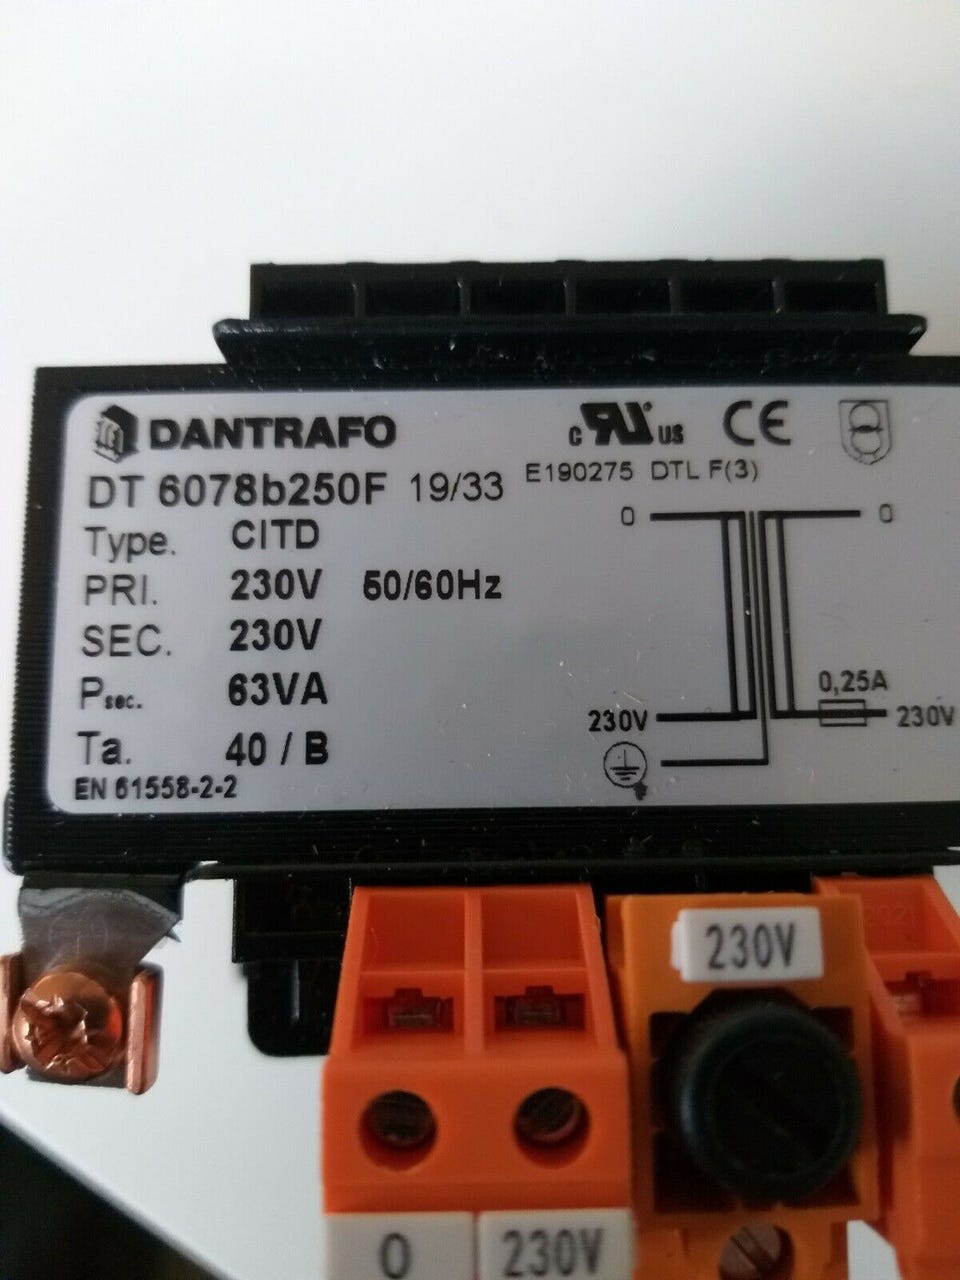 DANTRAFO
c RU us CE
DT 6078b250F 19/33
E190275 DTL F(3)
Type. CITD
PRI. 230V 50/60Hz
SEC. 230V
Psec. 63VA
Ta. 40 / B
EN 61558-2-2
0 0
0,25A
230V 230V
230V
0 230V